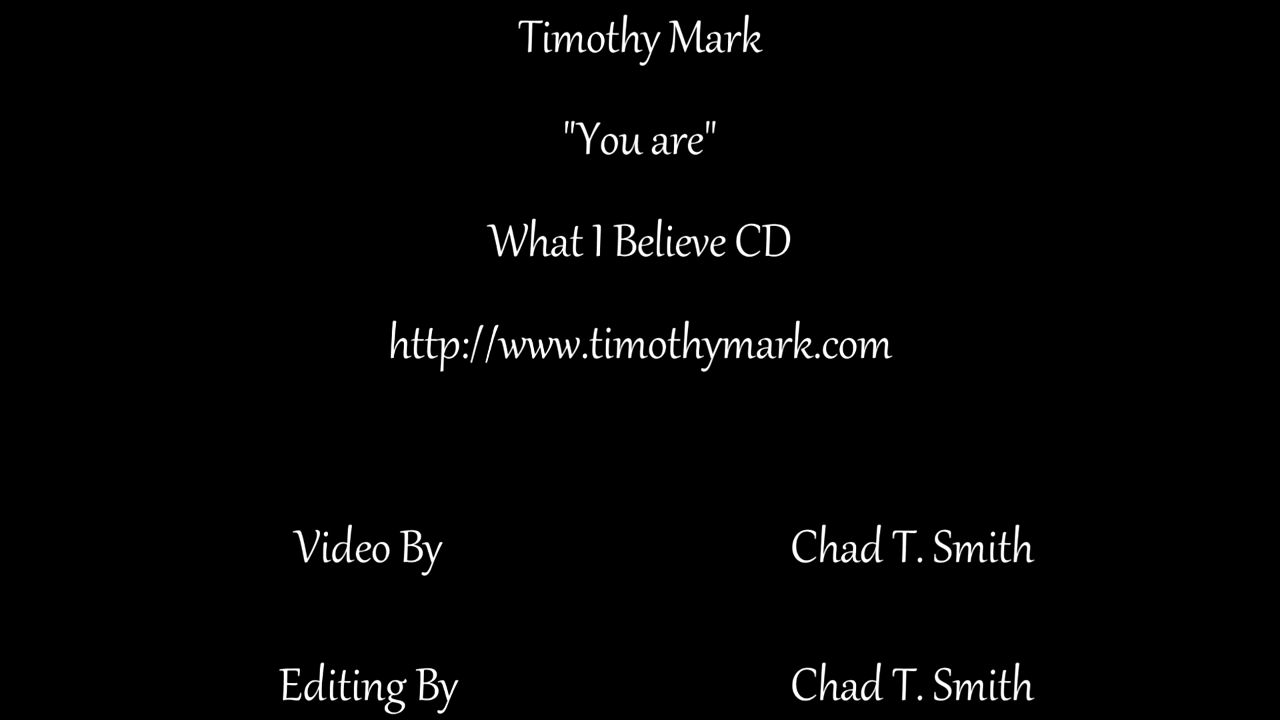 Timothy Mark
"You are"
What I Believe CD
http://www.timothymark.com
Video By Chad T. Smith
Editing By Chad T. Smith